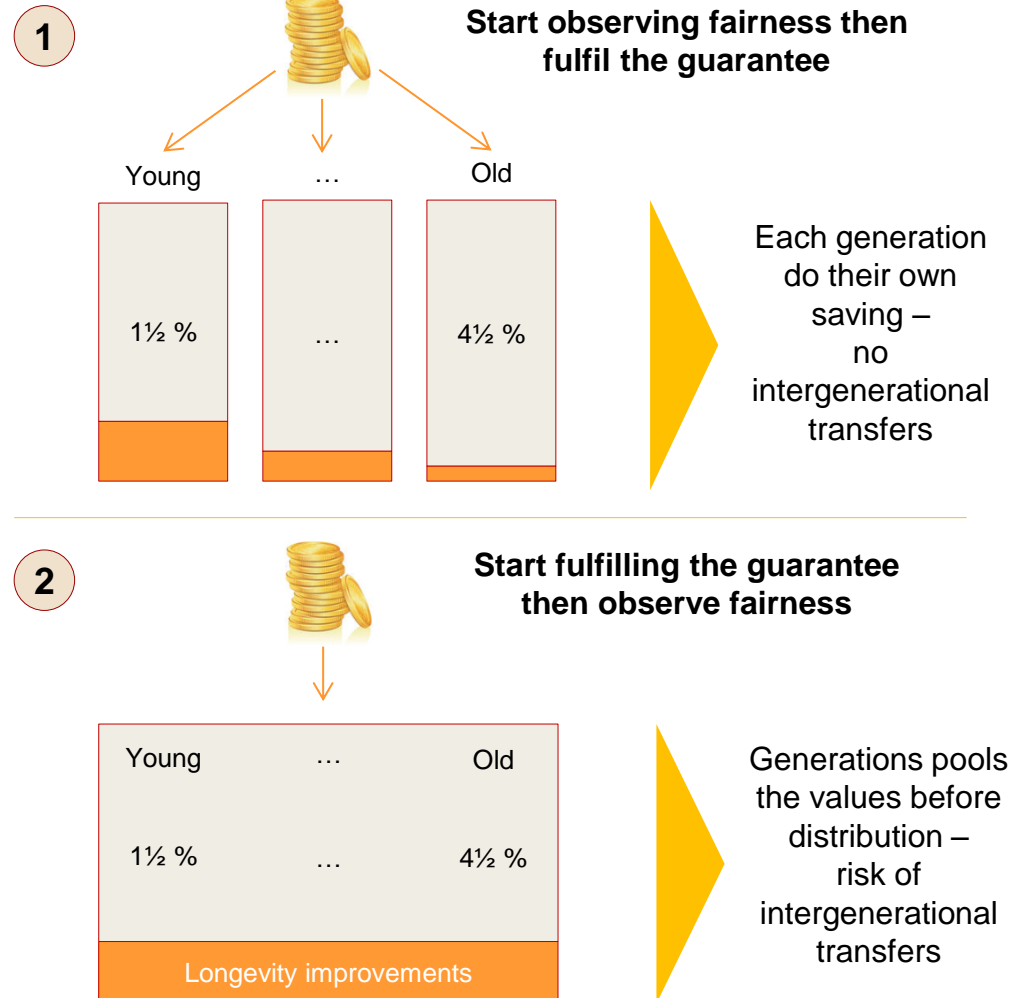 1
Start observing fairness then
fulfil the guarantee
Young … Old
1½ % … 4½ %
Each generation
do their own
saving –
no
intergenerational
transfers
2
Start fulfilling the guarantee
then observe fairness
Young … Old
1½ % … 4½ %
Longevity improvements
Generations pools
the values before
distribution –
risk of
intergenerational
transfers